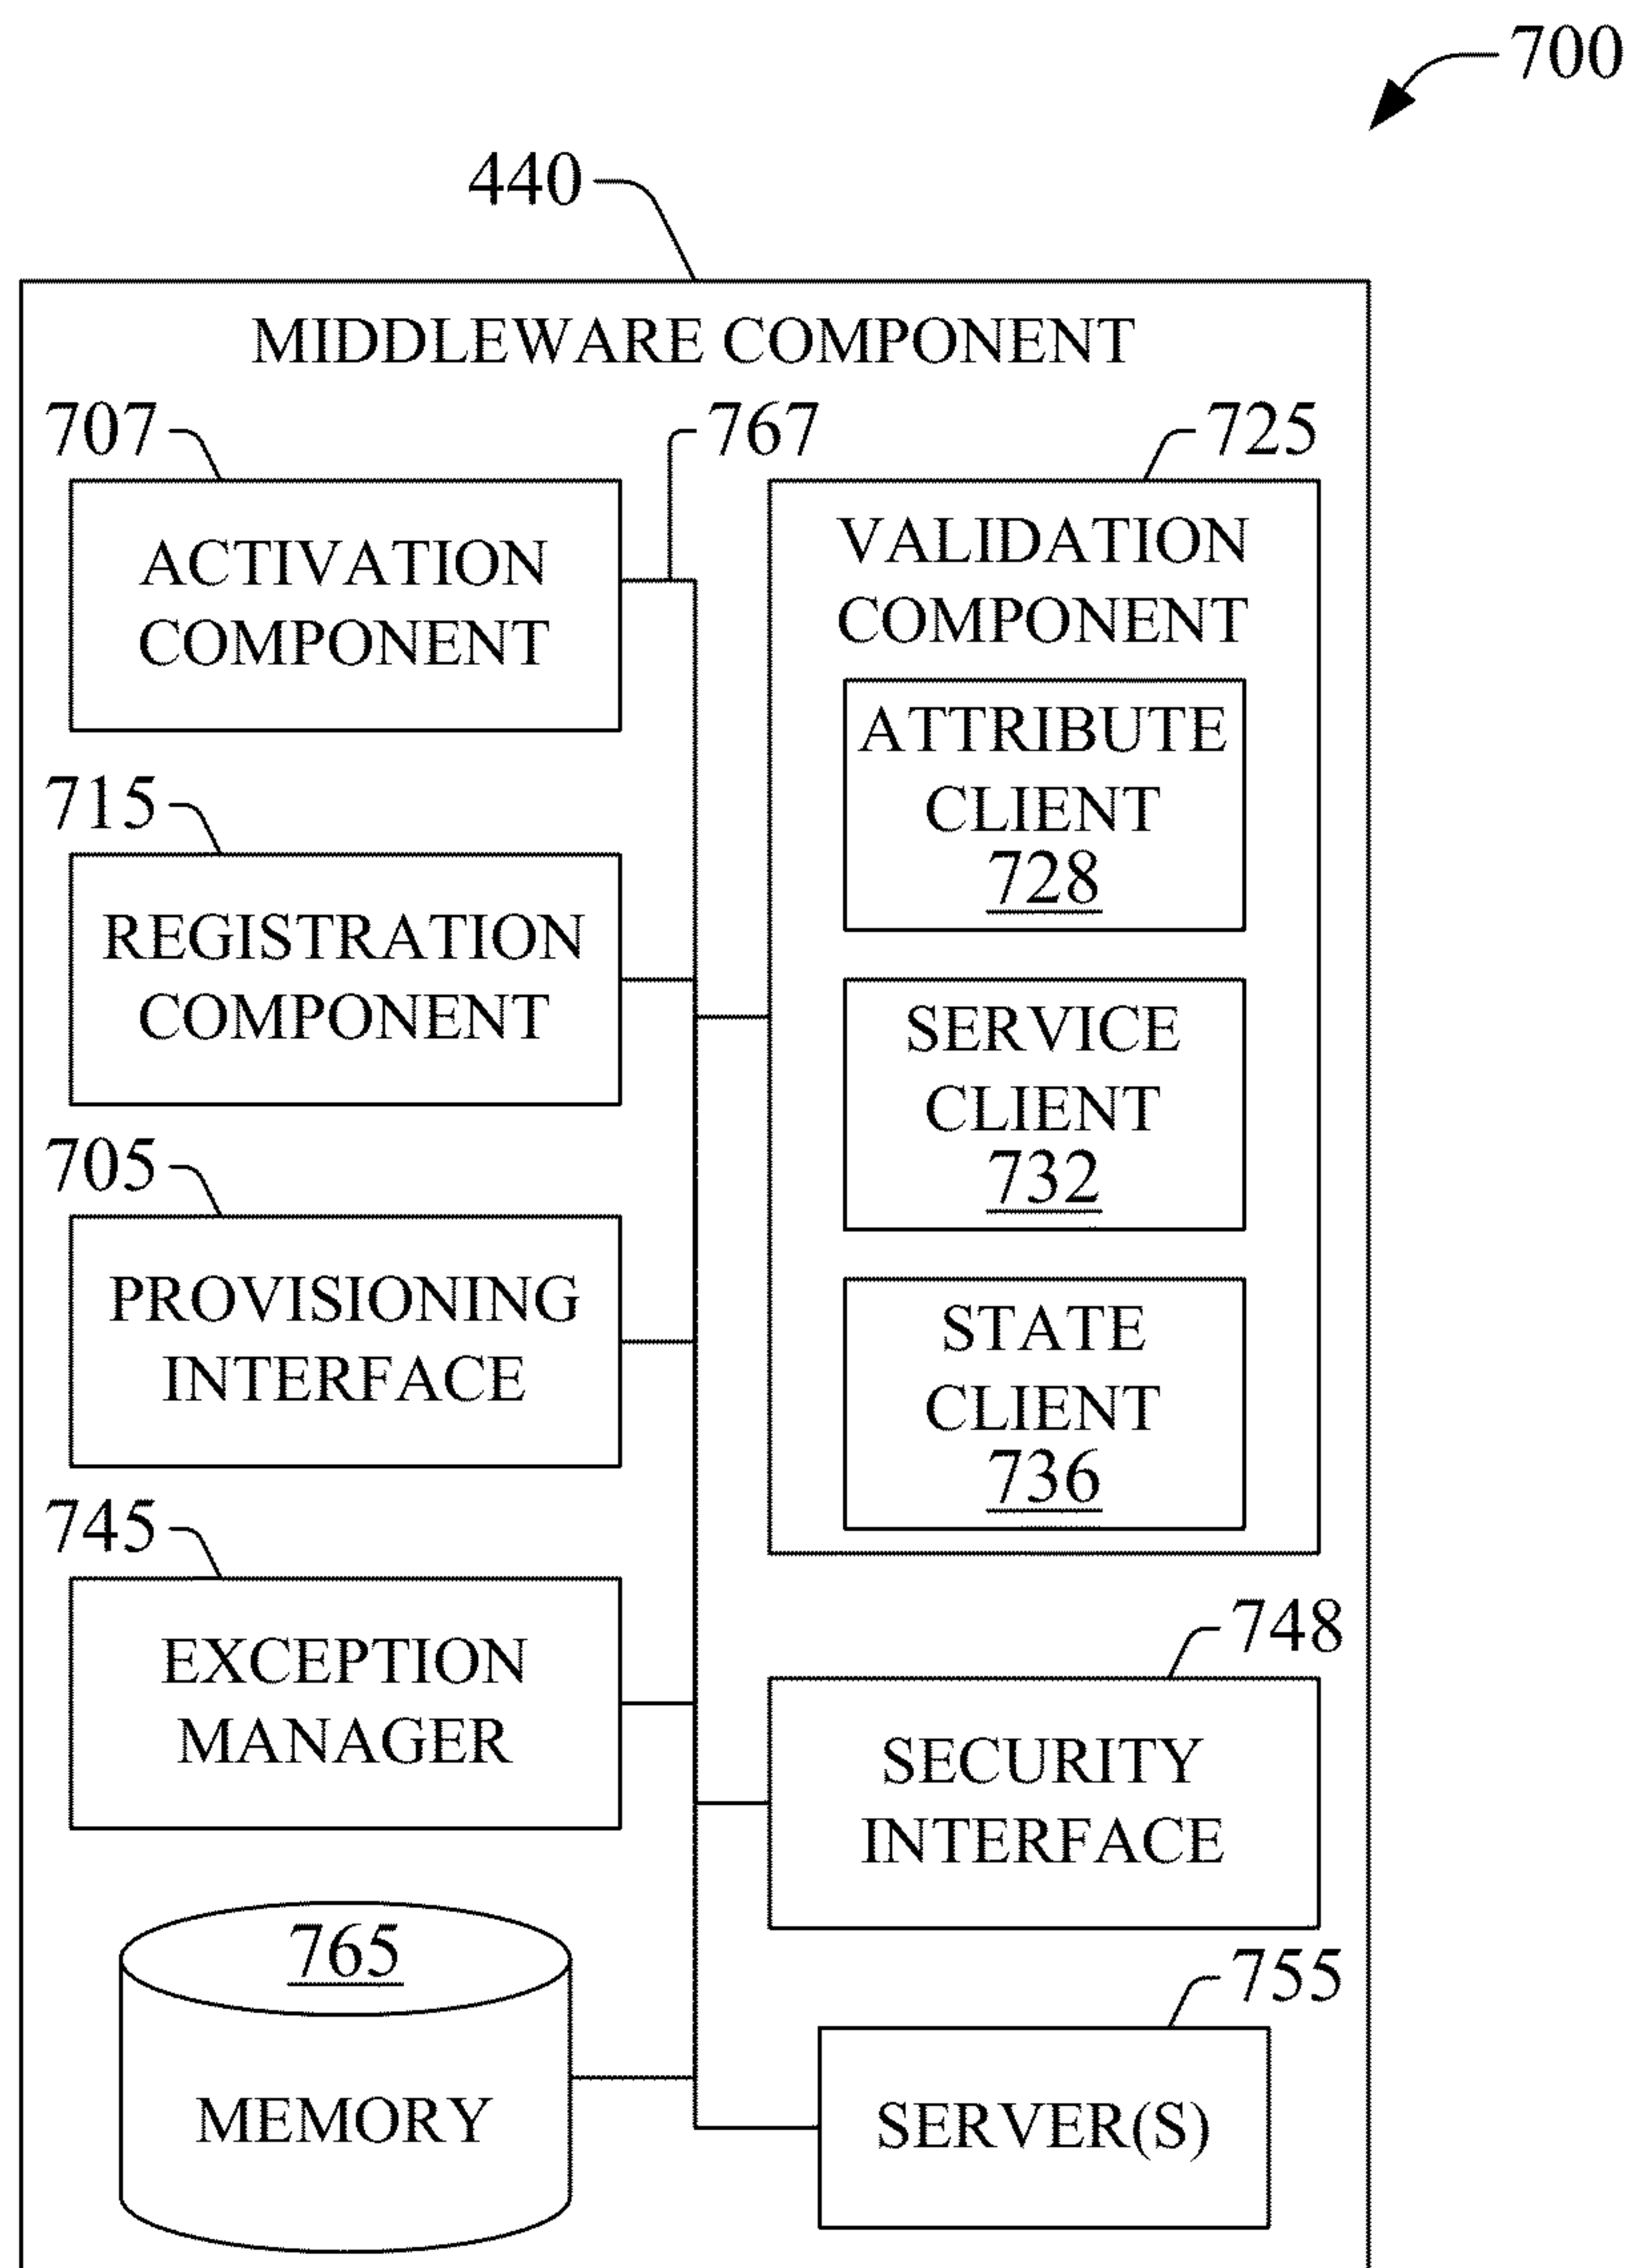 700
440
MIDDLEWARE COMPONENT
707
767
725
ACTIVATION
COMPONENT
VALIDATION
COMPONENT
ATTRIBUTE
CLIENT
728
715
REGISTRATION
COMPONENT
SERVICE
CLIENT
732
705
PROVISIONING
INTERFACE
STATE
CLIENT
736
745
EXCEPTION
MANAGER
748
SECURITY
INTERFACE
765
MEMORY
755
SERVER(S)